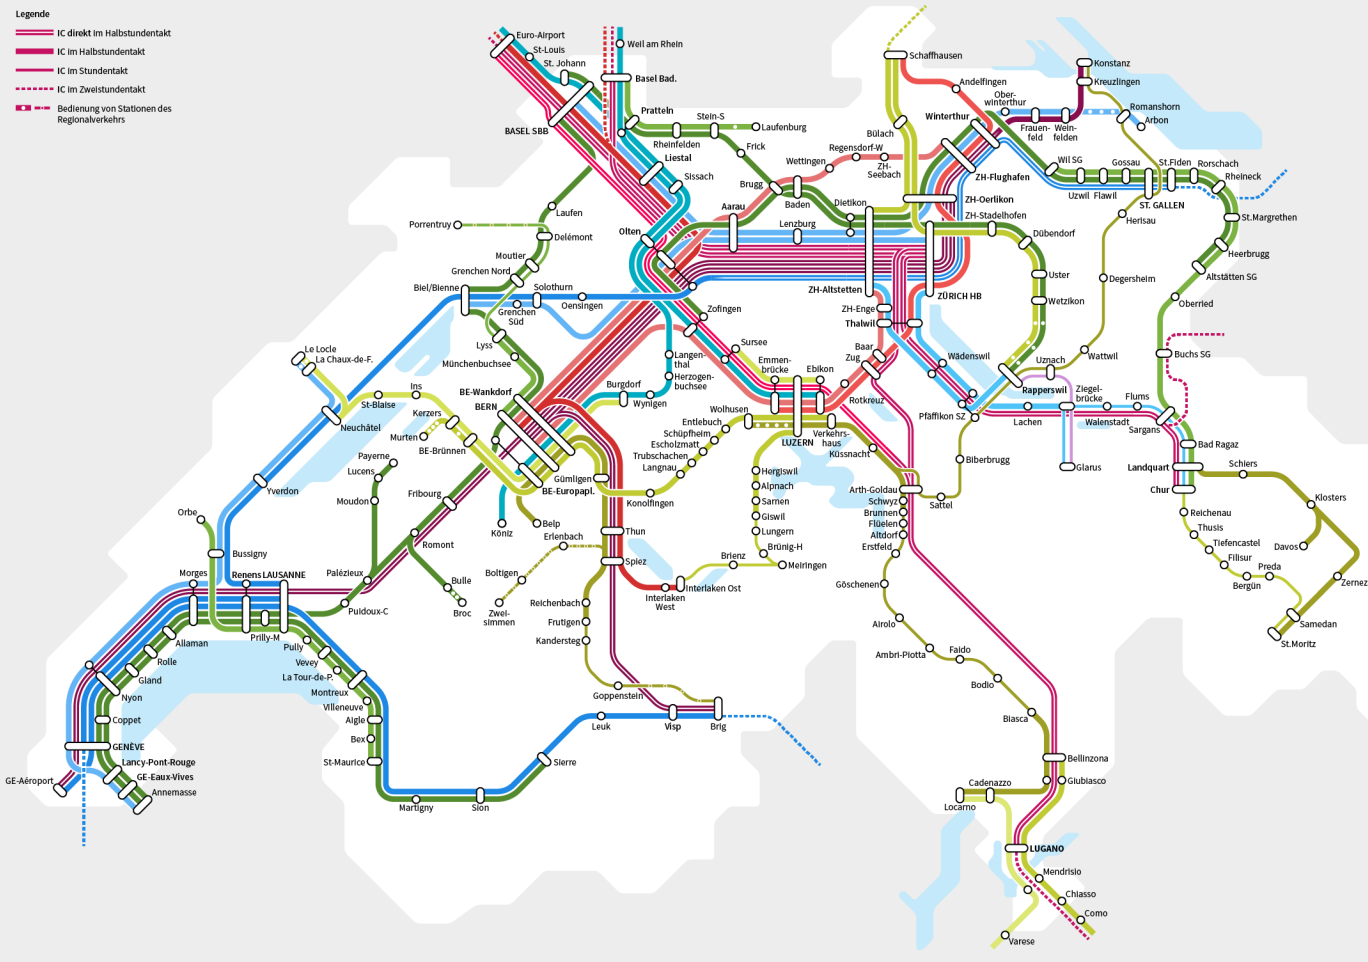 Legende
IC direkt im Halbstundentakt
IC im Halbstundentakt
IC im Stundentakt
IC im Zweistundentakt
Bedienung von Stationen des
Regionalverkehrs
Euro-Airport
St-Louis
St. Johann
BASEL SBB
Weil am Rhein
Basel Bad.
Pratteln
Rheinfelden
Stein-S
Laufenburg
Frick
Liestal
Sissach
Olten
Aarau
Brugg
Baden
Wettingen
Regensdorf-W
ZH-
Seebach
Dietikon
Lenzburg
Schaffhausen
Andelfingen
Bülach
Ober-
winterthur
Winterthur
ZH-Flughafen
ZH-Oerlikon
ZH-Stadelhofen
Dübendorf
Uster
Wetzikon
ZH-Altstetten
ZÜRICH HB
ZH-Enge
Thalwil
Baar
Zug
Konstanz
Kreuzlingen
Romanshorn
Arbon
Frauen-
feld
Wein-
felden
Wil SG
Uzwil
Flawil
Gossau
St.Fiden
ST. GALLEN
Rorschach
Rheineck
St.Margrethen
Heerbrugg
Altstätten SG
Oberried
Buchs SG
Herisau
Degersheim
Wattwil
Uznach
Rapperswil
Ziegel-
brücke
Flums
Lachen
Walenstadt
Sargans
Glarus
Wädenswil
Pfäffikon SZ
Biberbrugg
Sattel
Bad Ragaz
Landquart
Chur
Schiers
Klosters
Davos
Zernez
Reichenau
Thusis
Tiefencastel
Filisur
Bergün
Preda
Samedan
St.Moritz
Porrentruy
Laufen
Delémont
Moutier
Grenchen Nord
Biel/Bienne
Solothurn
Grenchen
Süd
Oensingen
Lyss
Münchenbuchsee
BE-Wankdorf
BERN
BE-Brünnen
BE-Europapl.
Zofingen
Langen-
thal
Herzogen-
buchsee
Burgdorf
Wynigen
Sursee
Emmen-
brücke
Ebikon
Rotkreuz
LUZERN
Verkehrs-
haus
Küssnacht
Wolhusen
Entlebuch
Schüpfheim
Escholzmatt
Trubschachen
Langnau
Konolfingen
Gümligen
Hergiswil
Alpnach
Sarnen
Giswil
Lungern
Brünig-H
Meiringen
Brienz
Interlaken Ost
Interlaken
West
Thun
Spiez
Köniz
Belp
Erlenbach
Boltigen
Zwei-
simmen
Reichenbach
Frutigen
Kandersteg
Goppenstein
Visp
Brig
Leuk
Sierre
Sion
Martigny
St-Maurice
Bex
Aigle
Villeneuve
Montreux
La Tour-de-P.
Vevey
Pully
Prilly-M
Renens
LAUSANNE
Morges
Bussigny
Orbe
Yverdon
Neuchâtel
Le Locle
La Chaux-de-F.
St-Blaise
Ins
Kerzers
Murten
Payerne
Lucens
Moudon
Palézieux
Puidoux-C
Fribourg
Romont
Bulle
Broc
Allaman
Rolle
Gland
Nyon
Coppet
GENÈVE
GE-Aéroport
Lancy-Pont-Rouge
GE-Eaux-Vives
Annemasse
Arth-Goldau
Schwyz
Brunnen
Flüelen
Altdorf
Erstfeld
Göschenen
Airolo
Ambri-Piotta
Faido
Bodio
Biasca
Bellinzona
Giubiasco
Cadenazzo
Locarno
LUGANO
Mendrisio
Chiasso
Como
Varese